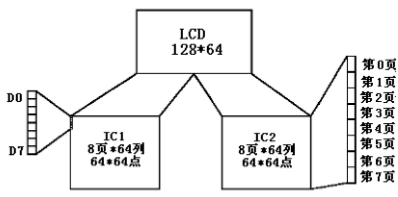 LCD
128*64
D0
D7
IC1
8页*64列
64*64点
IC2
8页*64列
64*64点
第0页
第1页
第2页
第3页
第4页
第5页
第6页
第7页